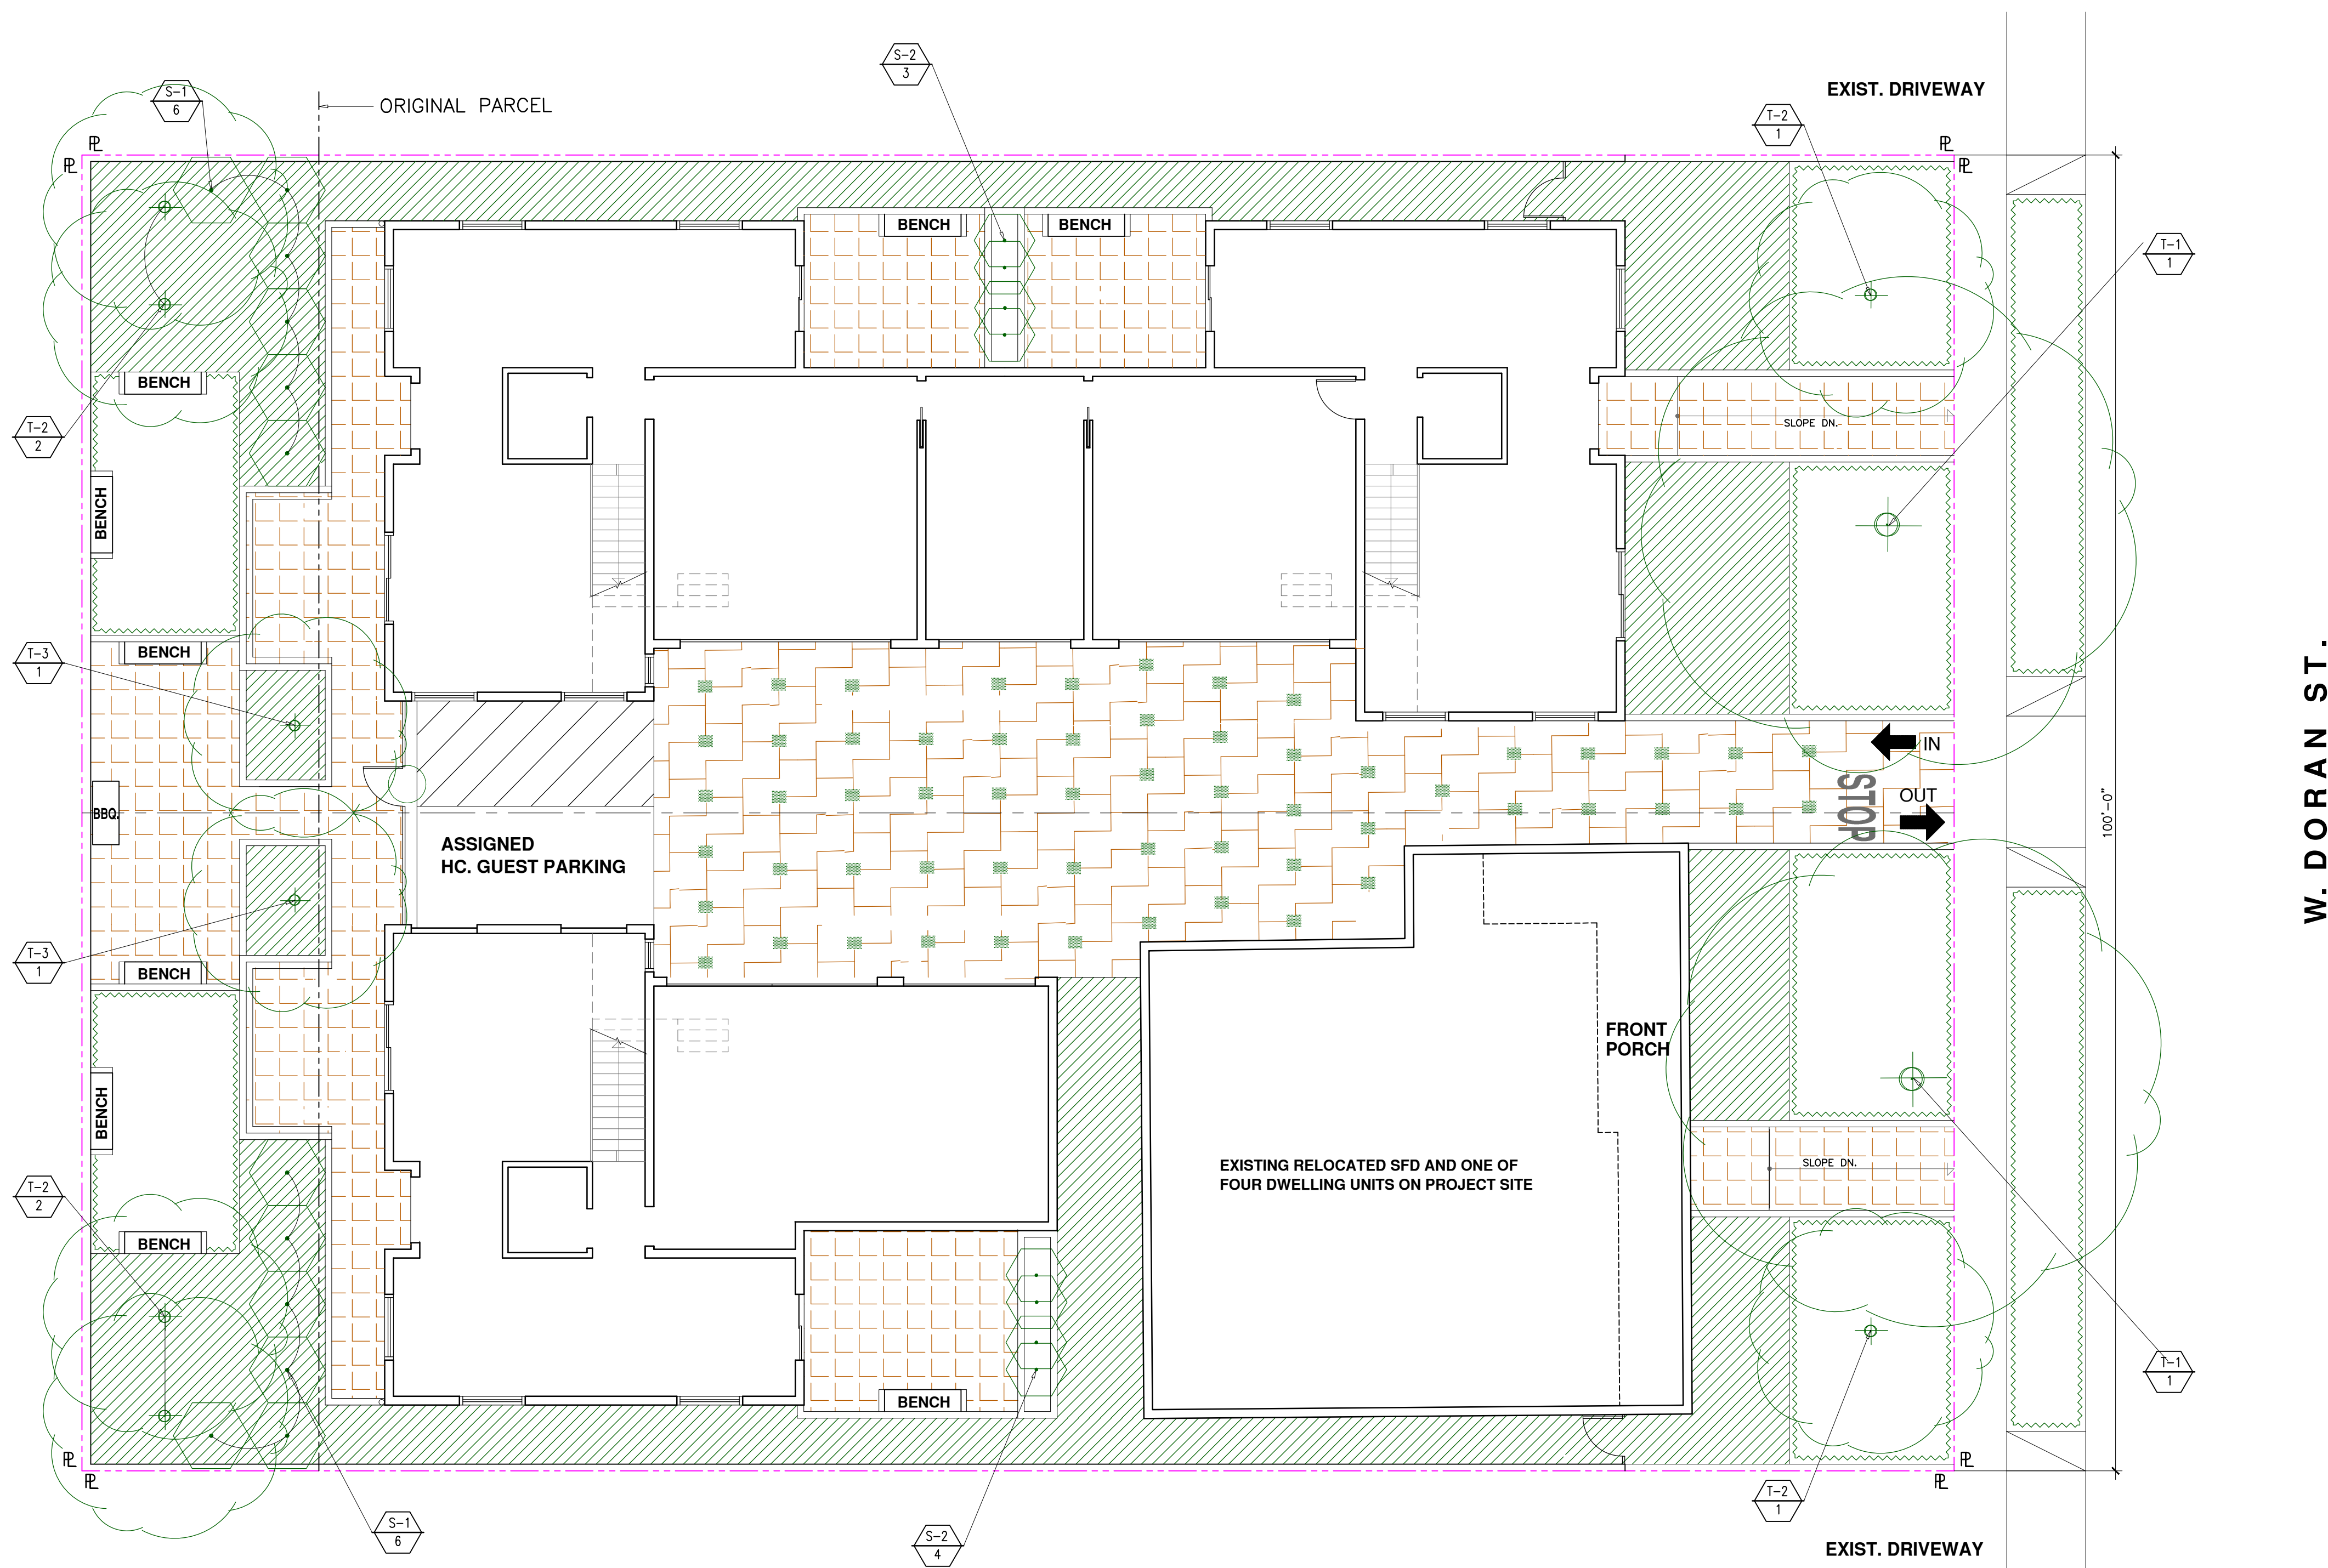 S-2
3
EXIST. DRIVEWAY
S-1
6
ORIGINAL PARCEL
T-2
1
PL
PL
PL
PL
BENCH
BENCH
T-1
1
BENCH
T-2
2
SLOPE DN.
BENCH
T-3
1
BENCH
IN
STOP
OUT
BBQ.
100'-0"
W. DORAN ST.
ASSIGNED
HC. GUEST PARKING
T-3
1
BENCH
FRONT
PORCH
BENCH
EXISTING RELOCATED SFD AND ONE OF
FOUR DWELLING UNITS ON PROJECT SITE
SLOPE DN.
T-2
2
BENCH
T-1
1
BENCH
PL
PL
PL
PL
T-2
1
S-1
6
S-2
4
EXIST. DRIVEWAY